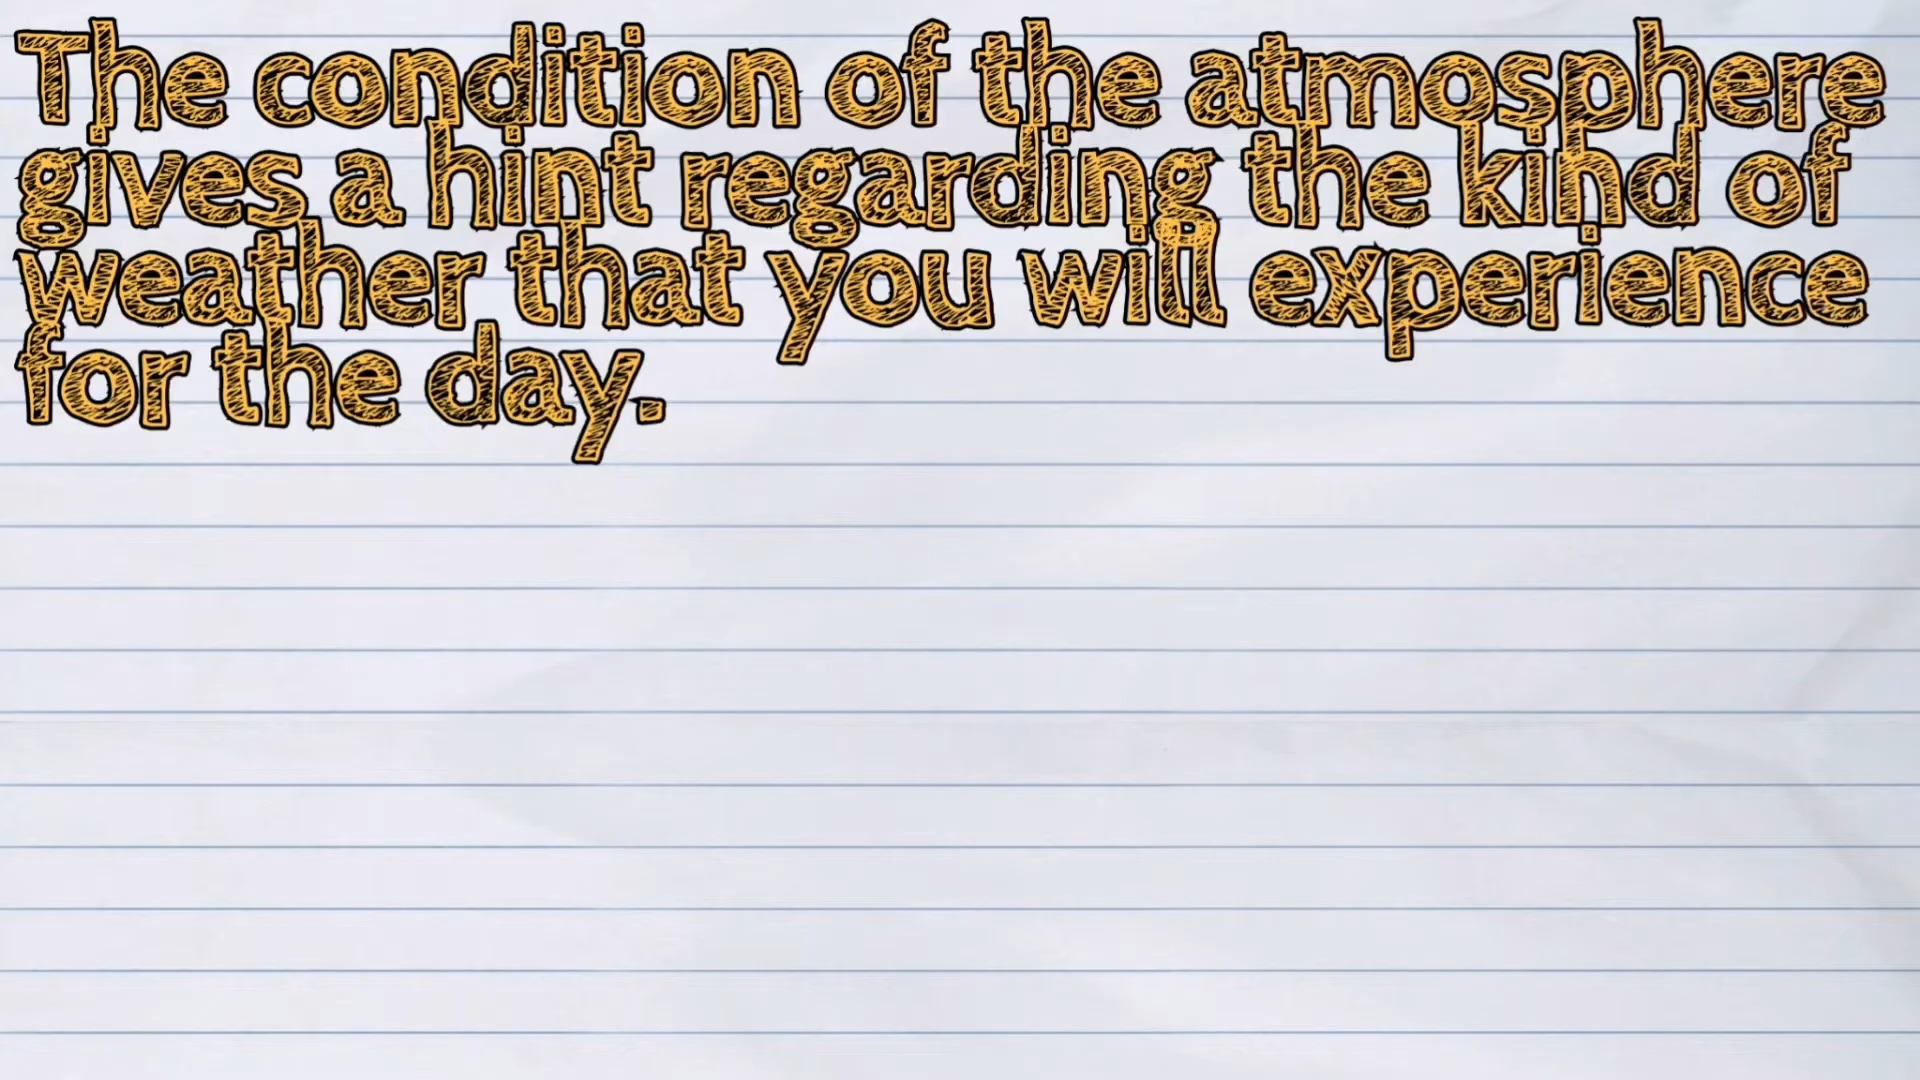 The condition of the atmosphere
gives a hint regarding the kind of
weather that you will experience
for the day.